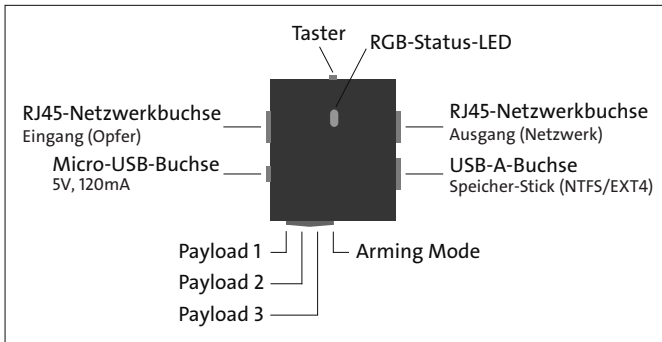 Taster
RGB-Status-LED
RJ45-Netzwerkbuchse
Eingang (Opfer)
Micro-USB-Buchse
5V, 120mA
RJ45-Netzwerkbuchse
Ausgang (Netzwerk)
USB-A-Buchse
Speicher-Stick (NTFS/EXT4)
Payload 1
Arming Mode
Payload 2
Payload 3